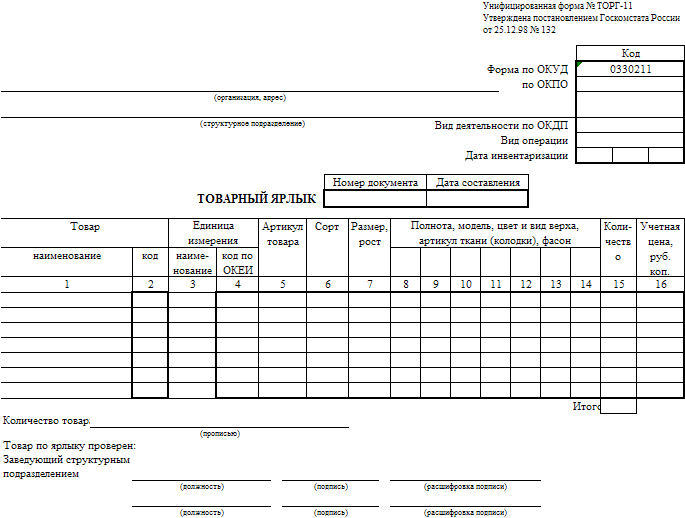 Унифицированная форма № ТОРГ-11
Утверждена постановлением Госкомстата России
от 25.12.98 № 132
Код
Форма по ОКУД 0330211
по ОКПО
(организация, адрес)
(структурное подразделение)
Вид деятельности по ОКДП
Вид операции
Дата инвентаризации
Номер документа Дата составления
ТОВАРНЫЙ ЯРЛЫК
Товар
Единица
измерения
Артикул
товара
Сорт
Размер,
рост
Полнота, модель, цвет и вид верха,
артикул ткани (колодки), фасон
Коли-
честв
о
Учетная
цена,
руб.
коп.
наименование
код
наиме-
нование
код по
ОКЕИ
1 2 3 4 5 6 7 8 9 10 11 12 13 14 15 16
Итого
Количество товара
(прописью)
Товар по ярлыку проверен:
Заведующий структурным
подразделением
(должность) (подпись) (расшифровка подписи)
(должность) (подпись) (расшифровка подписи)